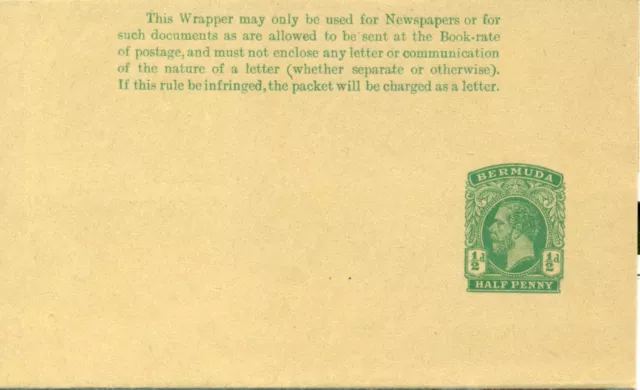 This Wrapper may only be used for Newspapers or for
such documents as are allowed to be sent at the Book-rate
of postage, and must not enclose any letter or communication
of the nature of a letter (whether separate or otherwise).
If this rule be infringed, the packet will be charged as a letter.
BERMUDA
½d ½d
HALF PENNY